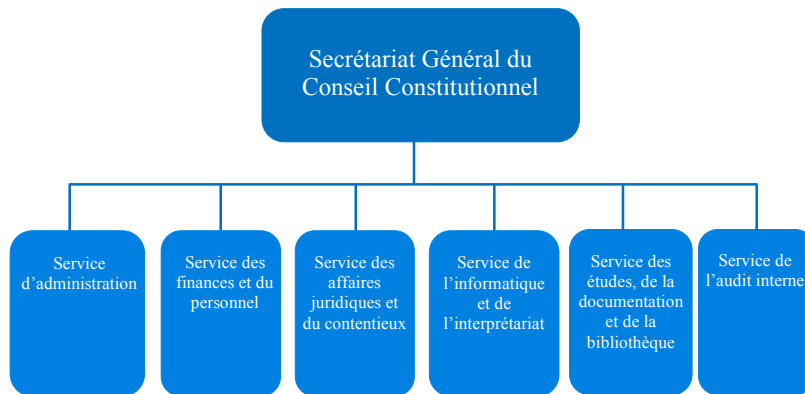 Secrétariat Général du
Conseil Constitutionnel
Service
d’administration
Service des
finances et du
personnel
Service des
affaires
juridiques et
du contentieux
Service de
l’informatique
et de
l’interprétariat
Service des
études, de la
documentation
et de la
bibliothèque
Service de
l’audit interne